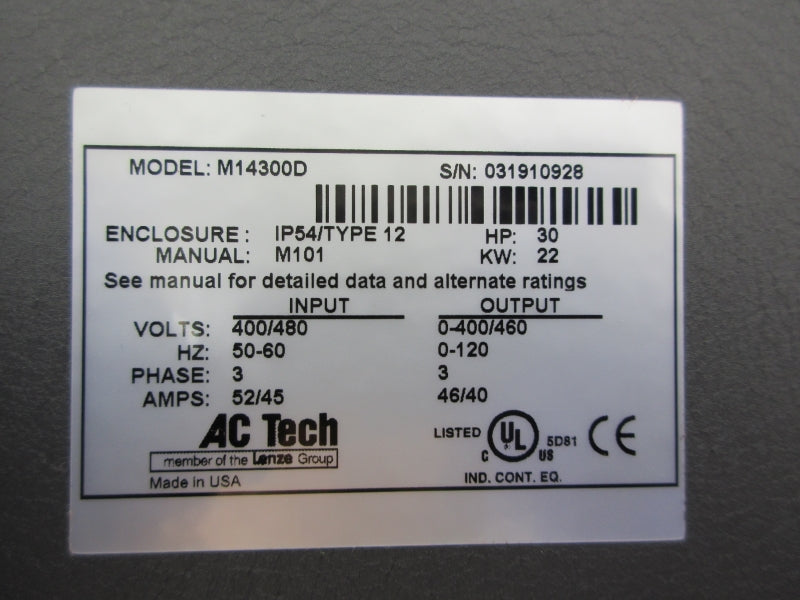 MODEL: M14300D S/N: 031910928
ENCLOSURE: IP54/TYPE 12 HP: 30
MANUAL: M101 KW: 22
See manual for detailed data and alternate ratings
INPUT OUTPUT
VOLTS: 400/480 0-400/460
HZ: 50-60 0-120
PHASE: 3 3
AMPS: 52/45 46/40
AC Tech
member of the Lenze Group
Made in USA
LISTED C UL US 5D81 CE
IND. CONT. EQ.